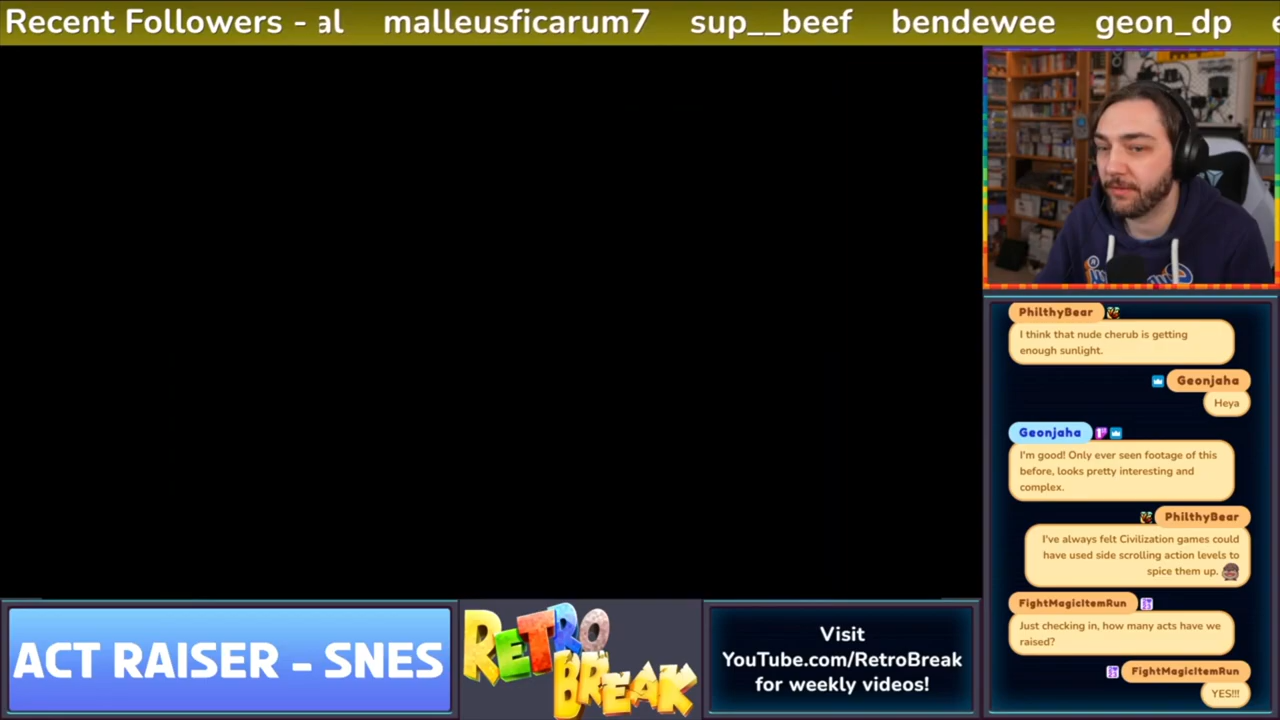 Recent Followers - al malleusficarum7 sup__beef bendewee geon_dp
PhilthyBear
I think that nude cherub is getting
enough sunlight.
Geonjaha
Heya
Geonjaha
I'm good! Only ever seen footage of this
before, looks pretty interesting and
complex.
PhilthyBear
I've always felt Civilization games could
have used side scrolling action levels to
spice them up.
FightMagicItemRun
Just checking in, how many acts have we
raised?
FightMagicItemRun
YES!!!
ACT RAISER - SNES
RETRO
BREAK
Visit
YouTube.com/RetroBreak
for weekly videos!